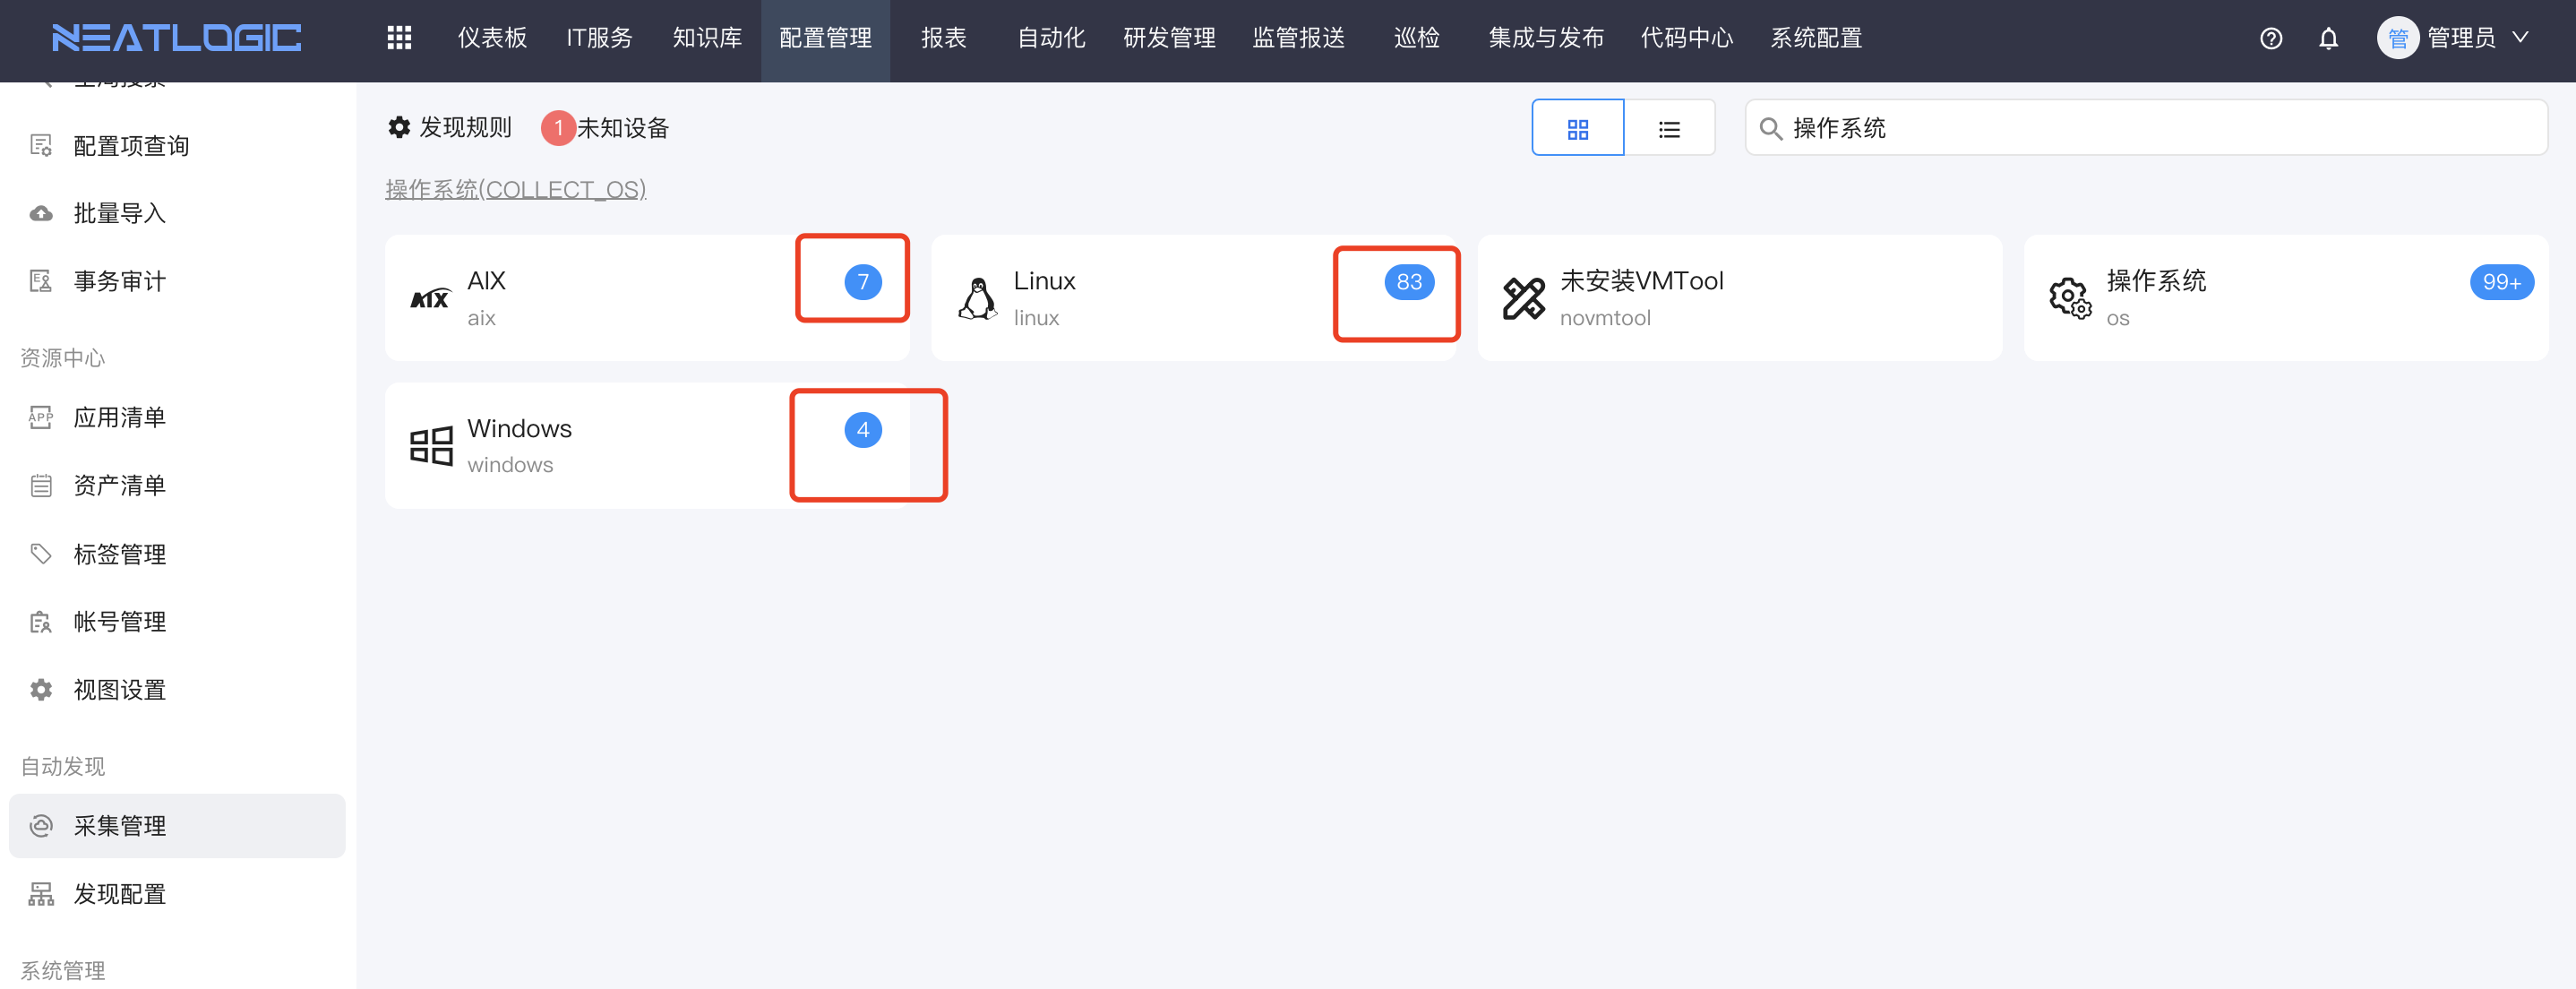 NEATLOGIC
仪表板
IT服务
知识库
配置管理
报表
自动化
研发管理
监管报送
巡检
集成与发布
代码中心
系统配置
管
管理员
配置项查询
批量导入
事务审计
资源中心
APP
应用清单
资产清单
标签管理
帐号管理
视图设置
自动发现
采集管理
发现配置
系统管理
发现规则
1
未知设备
操作系统
操作系统(COLLECT_OS)
AIX
AIX
aix
7
Linux
linux
83
未安装VMTool
novmtool
操作系统
os
99+
Windows
windows
4